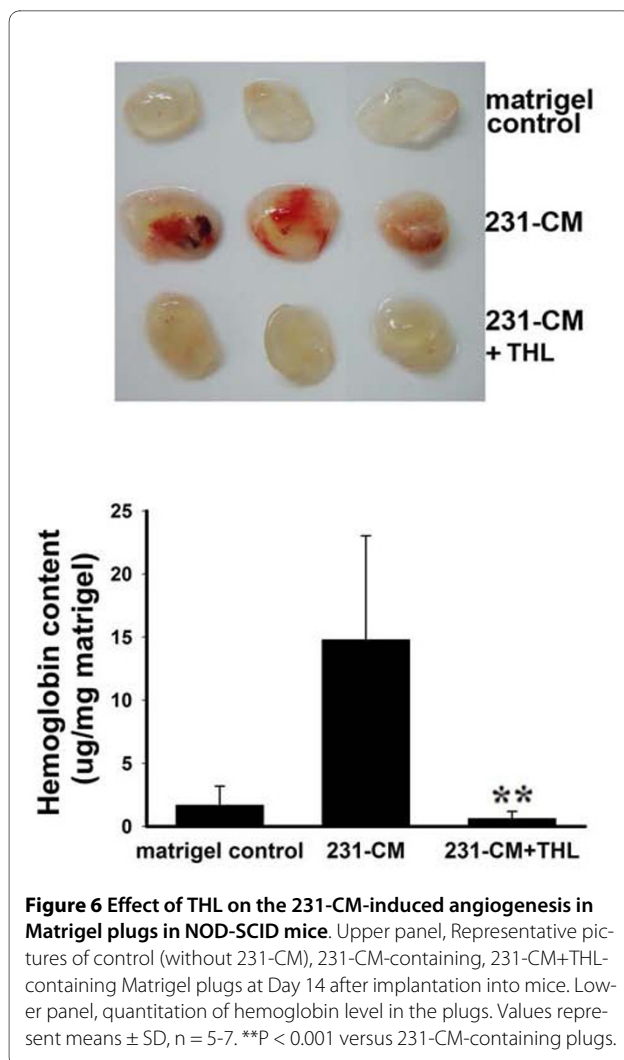 matrigel
control
231-CM
231-CM
+ THL
25
20
15
10
5
0
Hemoglobin content
(ug/mg matrigel)
**
matrigel control 231-CM 231-CM+THL
Figure 6 Effect of THL on the 231-CM-induced angiogenesis in
Matrigel plugs in NOD-SCID mice. Upper panel, Representative pic-
tures of control (without 231-CM), 231-CM-containing, 231-CM+THL-
containing Matrigel plugs at Day 14 after implantation into mice. Low-
er panel, quantitation of hemoglobin level in the plugs. Values repre-
sent means ± SD, n = 5-7. **P < 0.001 versus 231-CM-containing plugs.